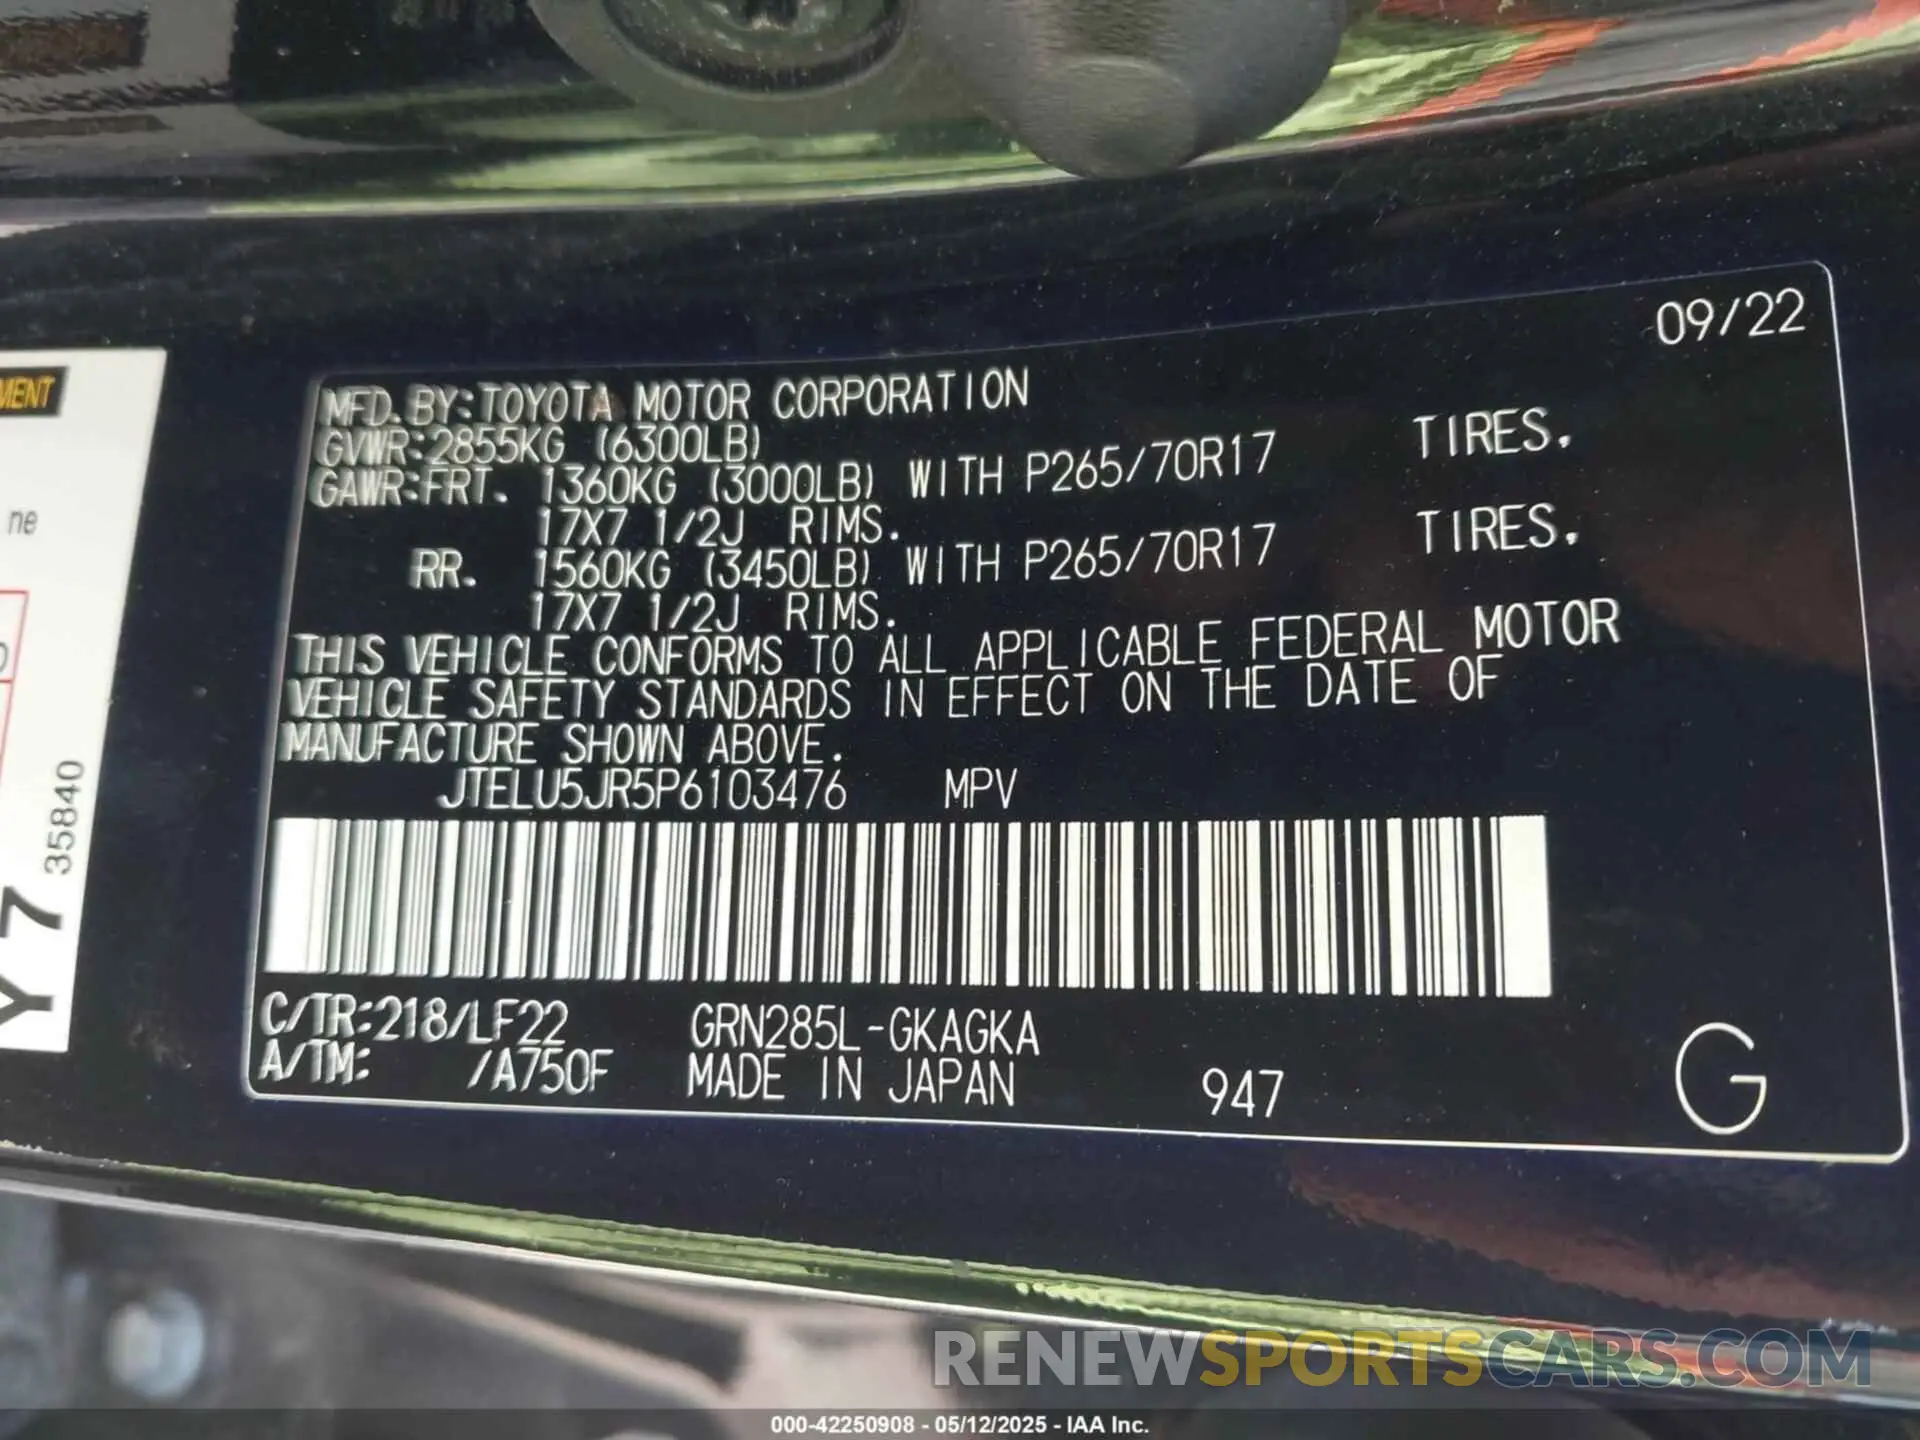 09/22
MFD. BY: TOYOTA MOTOR CORPORATION
GVWR: 2855KG (6300LB)
GAWR: FRT. 1360KG (3000LB) WITH P265/70R17 TIRES.
17X7 1/2J RIMS.
RR. 1560KG (3450LB) WITH P265/70R17 TIRES.
17X7 1/2J RIMS.
THIS VEHICLE CONFORMS TO ALL APPLICABLE FEDERAL MOTOR
VEHICLE SAFETY STANDARDS IN EFFECT ON THE DATE OF
MANUFACTURE SHOWN ABOVE.
JTELU5JR5P6103476 MPV
C/TR: 218/LF22 GRN285L-GKAGKA
A/TM: /A750F MADE IN JAPAN 947 G
MENT
ne
35840
Y7
RENEWSPORTSCARS.COM
000-42250908 - 05/12/2025 - IAA Inc.